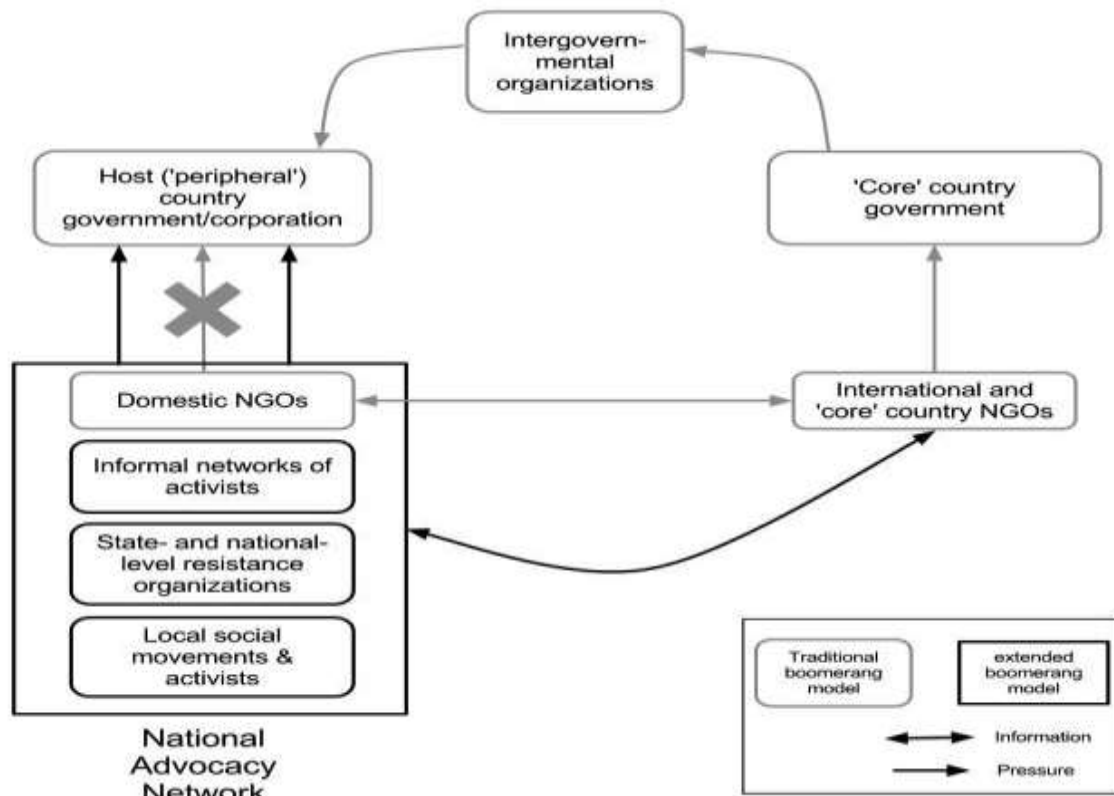 Intergovern-
mental
organizations
Host ('peripheral')
country
government/corporation
'Core' country
government
Domestic NGOs
International and
'core' country NGOs
Informal networks of
activists
State- and national-
level resistance
organizations
Local social
movements &
activists
National
Advocacy
Network
Traditional
boomerang
model
extended
boomerang
model
Information
Pressure